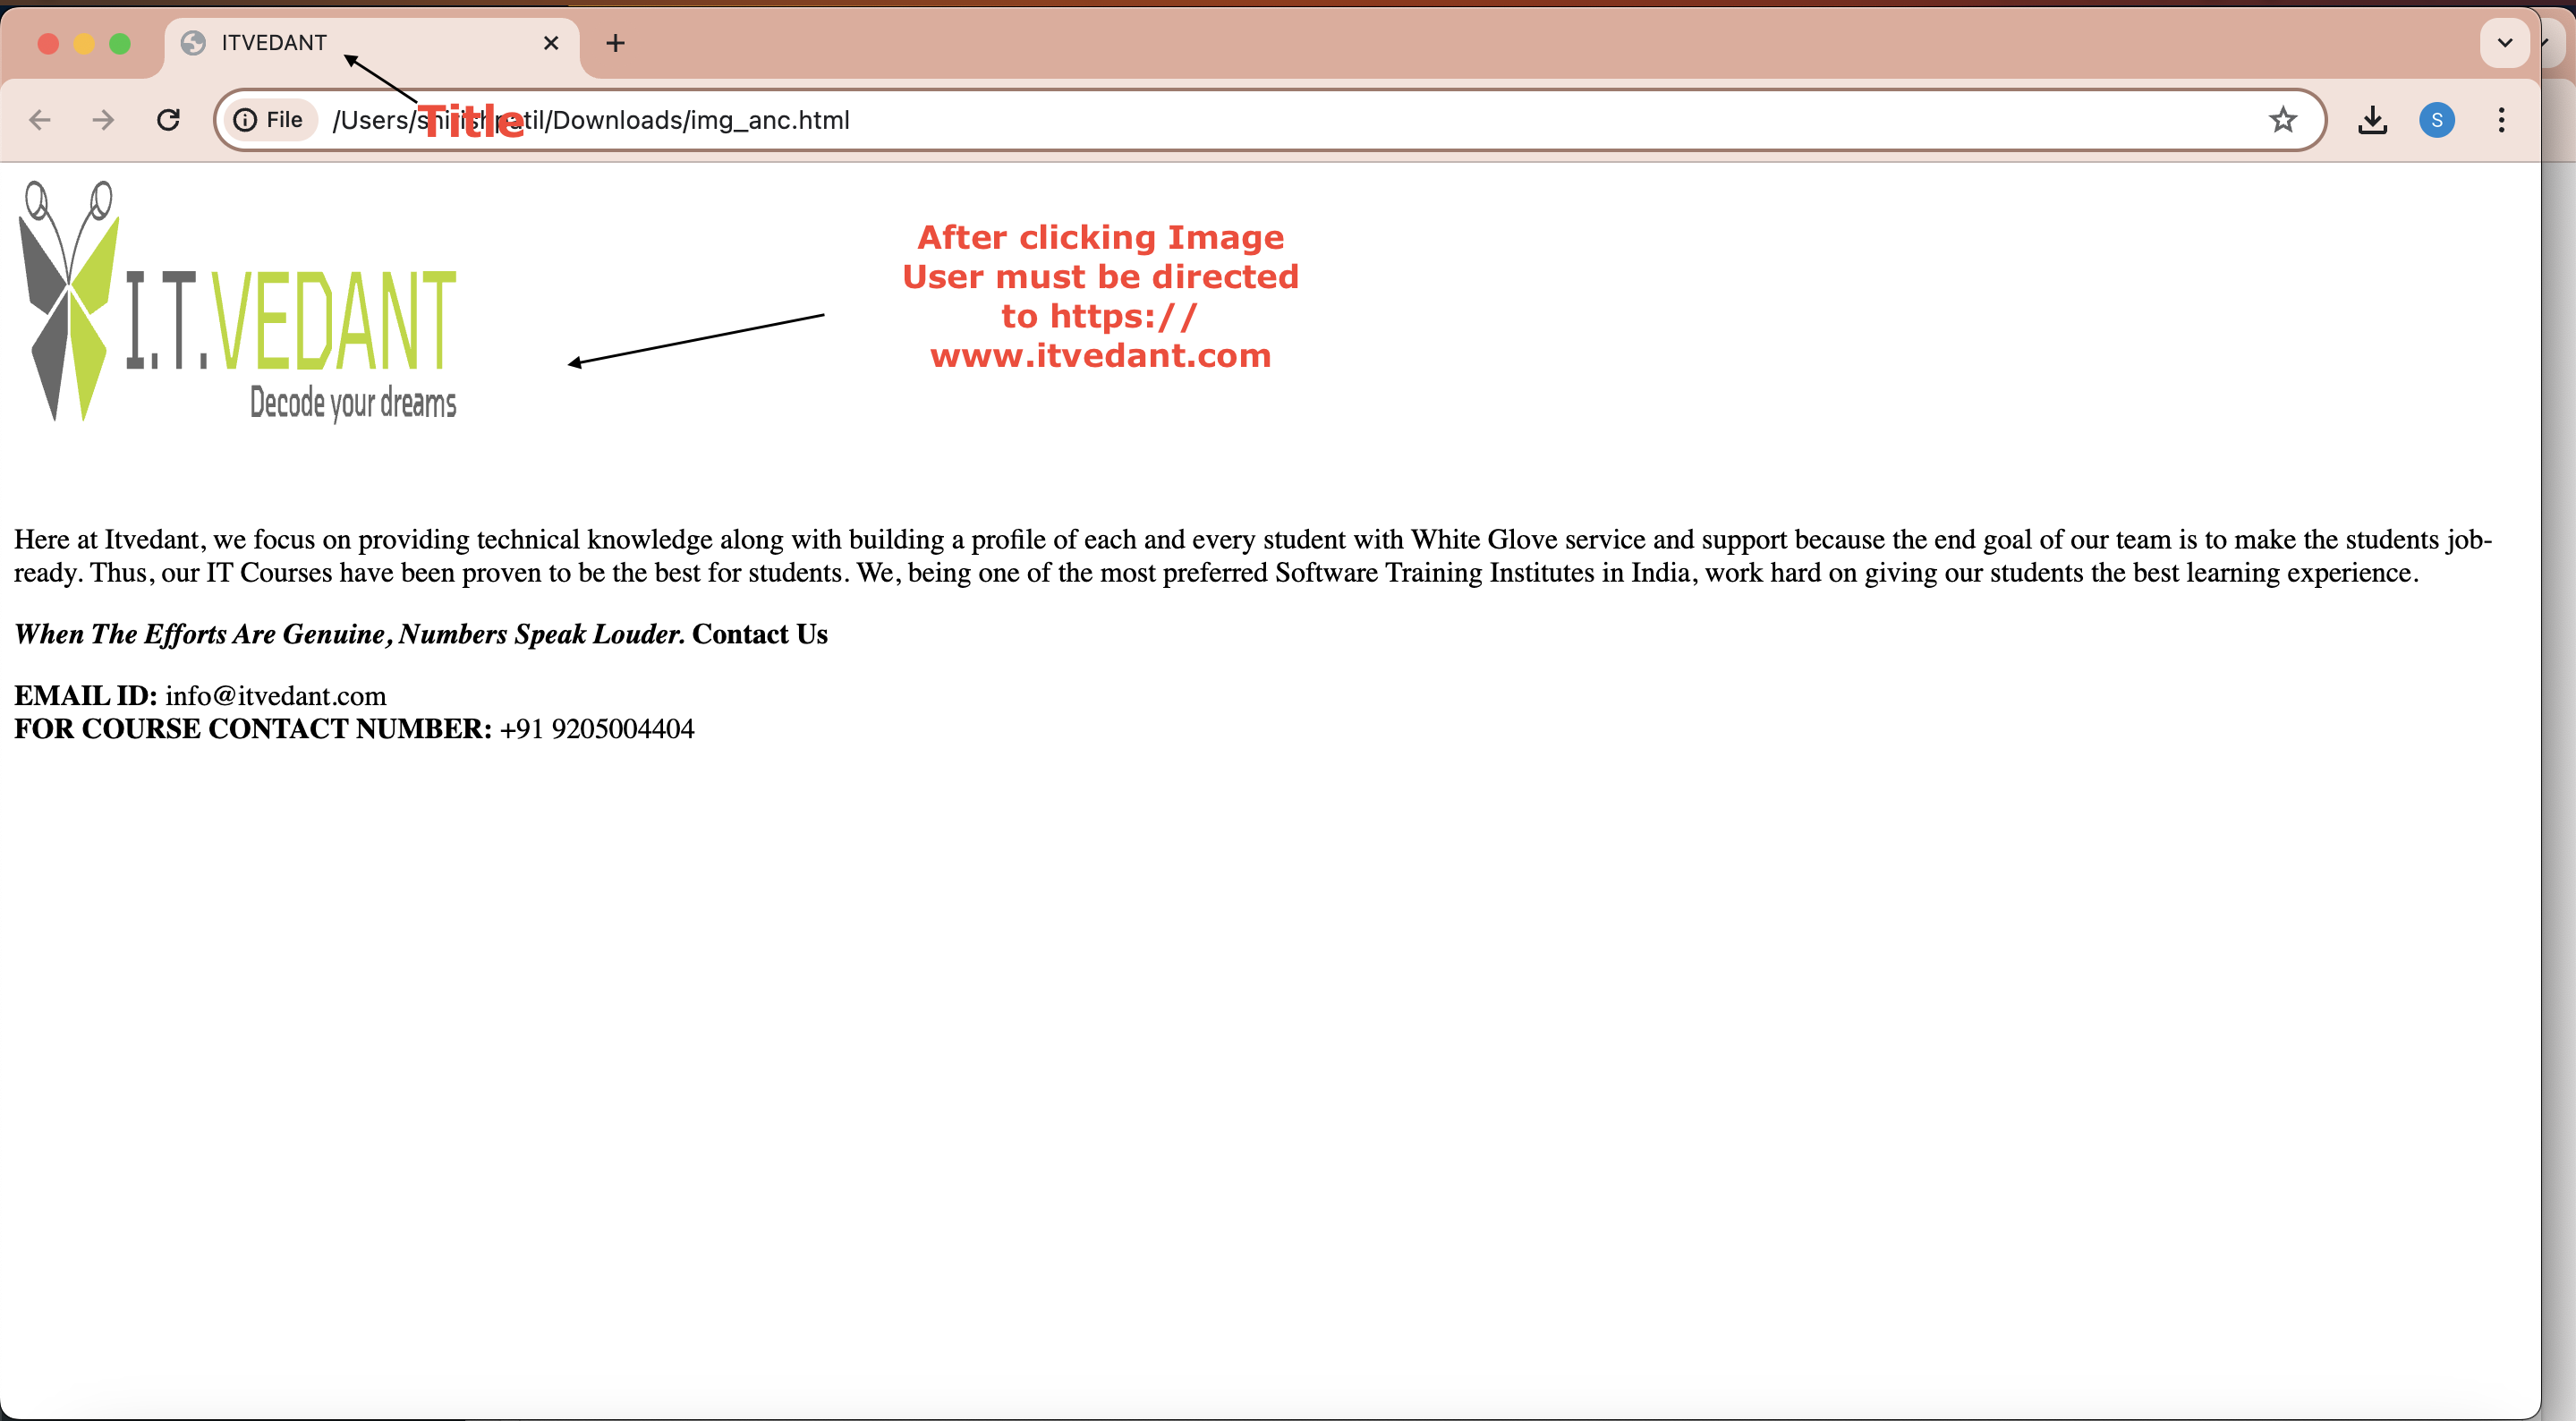 ITVEDANT
Title
File /Users/shirishpatil/Downloads/img_anc.html
S
I.T.VEDANT
Decode your dreams
After clicking Image
User must be directed
to https://
www.itvedant.com
Here at Itvedant, we focus on providing technical knowledge along with building a profile of each and every student with White Glove service and support because the end goal of our team is to make the students job-
ready. Thus, our IT Courses have been proven to be the best for students. We, being one of the most preferred Software Training Institutes in India, work hard on giving our students the best learning experience.
When The Efforts Are Genuine, Numbers Speak Louder. Contact Us
EMAIL ID: info@itvedant.com
FOR COURSE CONTACT NUMBER: +91 9205004404